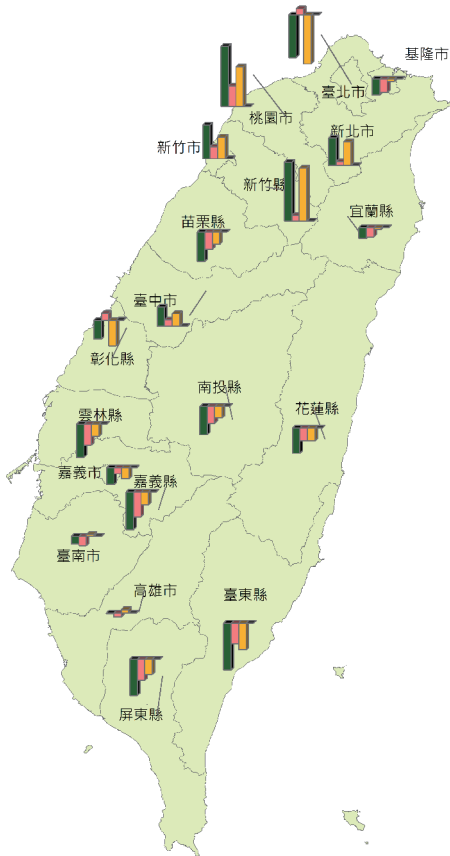 基隆市
臺北市
桃園市
新北市
新竹市
新竹縣
宜蘭縣
苗栗縣
臺中市
彰化縣
南投縣
花蓮縣
雲林縣
嘉義市
嘉義縣
臺南市
高雄市
臺東縣
屏東縣